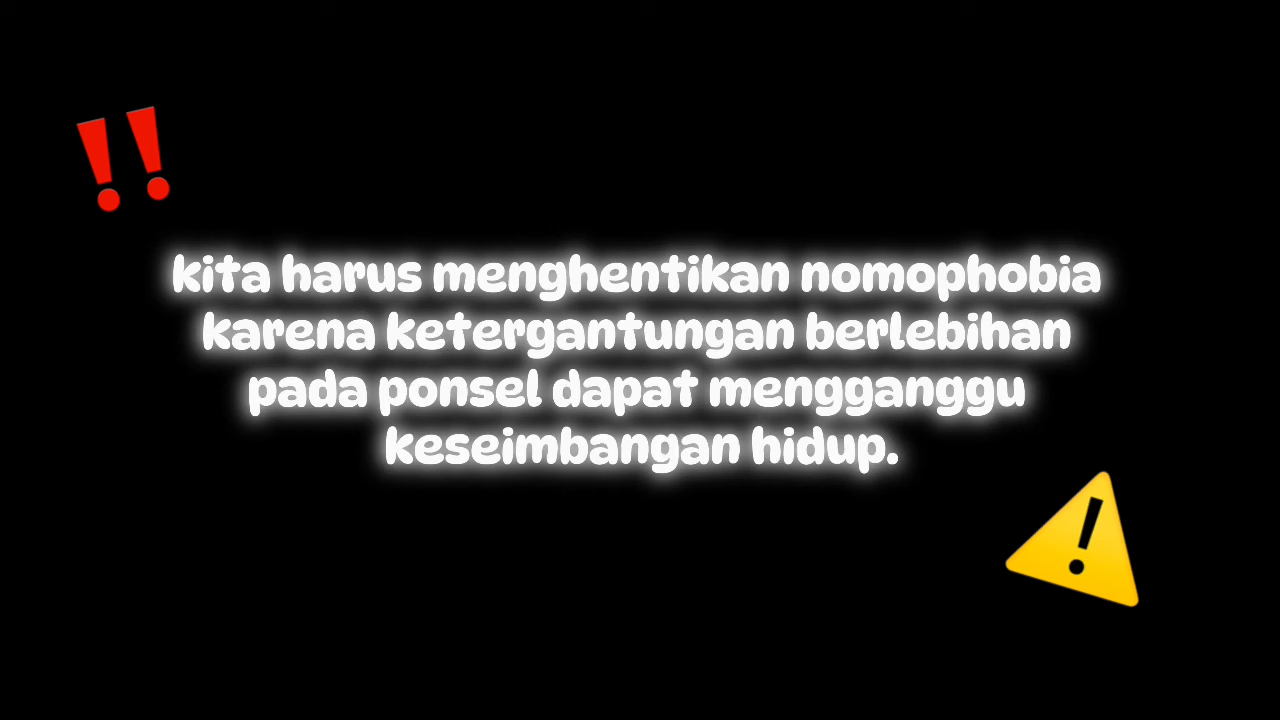 ‼
kita harus menghentikan nomophobia
karena ketergantungan berlebihan
pada ponsel dapat mengganggu
keseimbangan hidup.